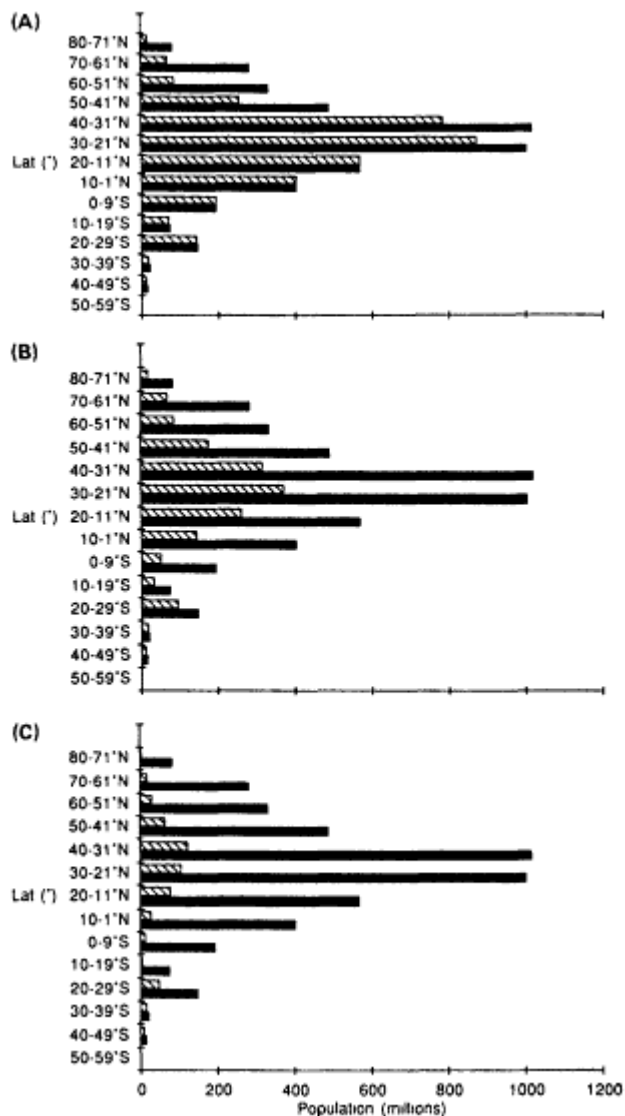 (A)
80-71°N
70-61°N
60-51°N
50-41°N
40-31°N
30-21°N
Lat (°)
20-11°N
10-1°N
0-9°S
10-19°S
20-29°S
30-39°S
40-49°S
50-59°S
(B)
80-71°N
70-61°N
60-51°N
50-41°N
40-31°N
30-21°N
Lat (°)
20-11°N
10-1°N
0-9°S
10-19°S
20-29°S
30-39°S
40-49°S
50-59°S
(C)
80-71°N
70-61°N
60-51°N
50-41°N
40-31°N
30-21°N
Lat (°)
20-11°N
10-1°N
0-9°S
10-19°S
20-29°S
30-39°S
40-49°S
50-59°S
0 200 400 600 800 1000 1200
Population (millions)